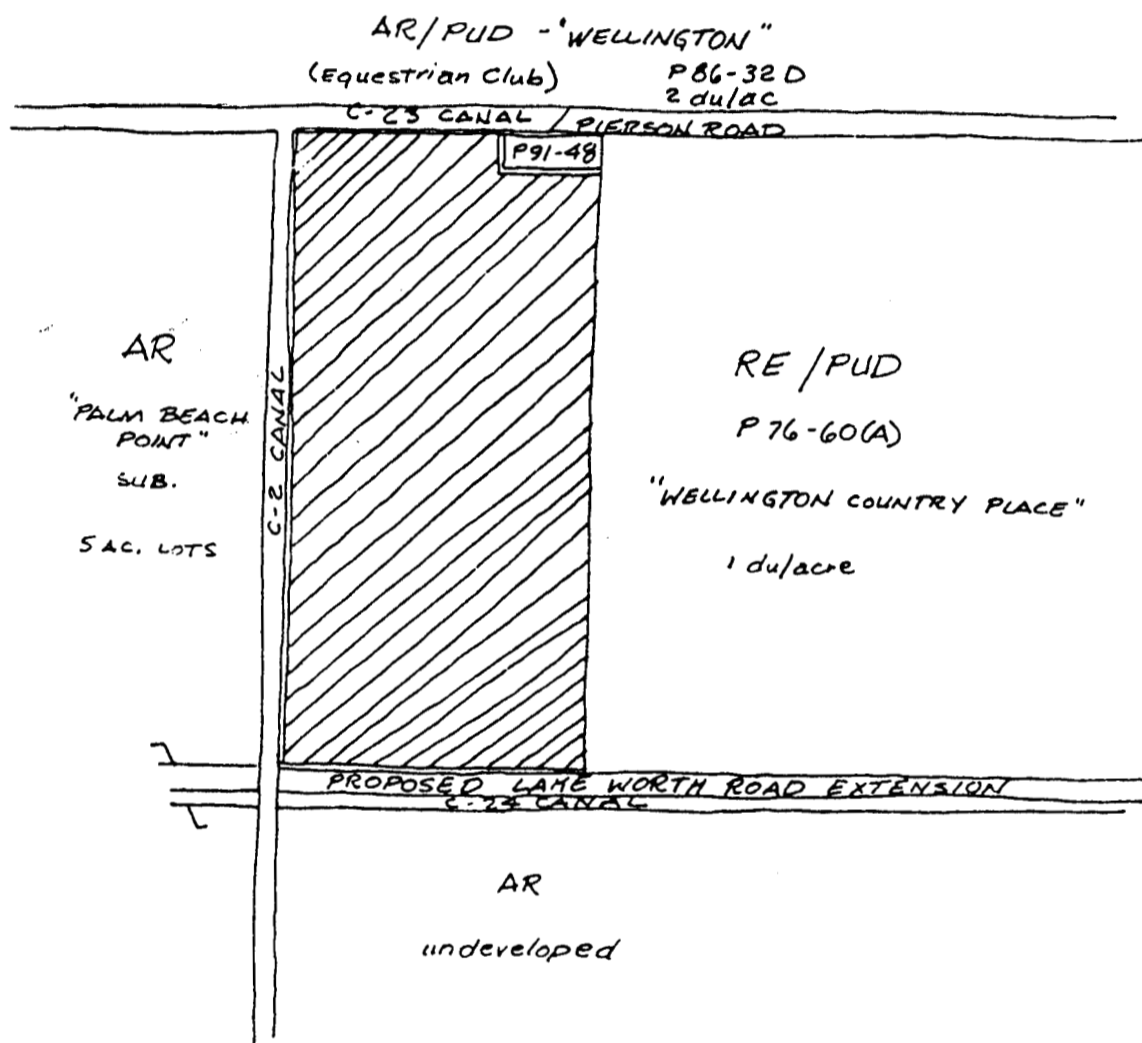 AR/PUD - "WELLINGTON"
(Equestrian Club)
P86-32D
2 du/ac
C-23 CANAL / PIERSON ROAD
P91-48
AR
"PALM BEACH
POINT"
SUB.
5 AC. LOTS
C-2 CANAL
RE/PUD
P76-60(A)
"WELLINGTON COUNTRY PLACE"
1 du/acre
PROPOSED LAKE WORTH ROAD EXTENSION
C-24 CANAL
AR
undeveloped